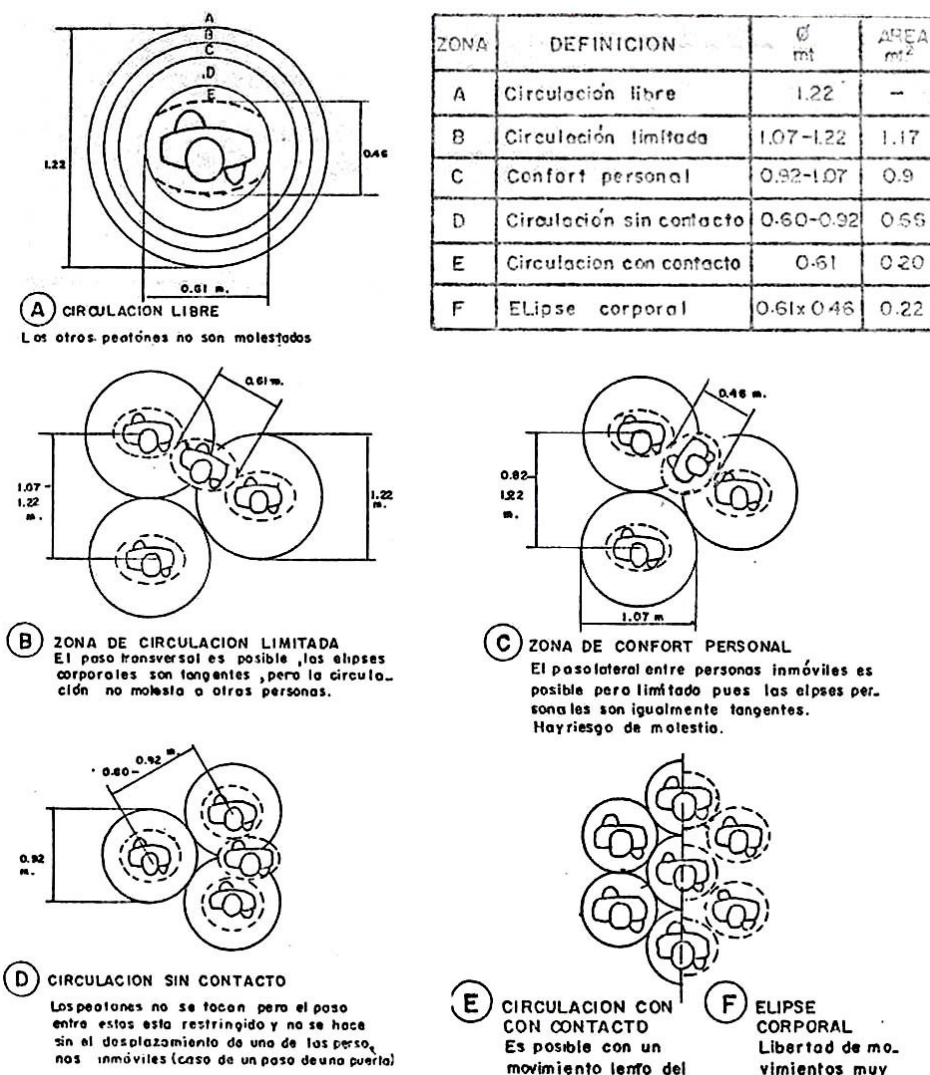 A
B
C
D
E
1.22
0.46
0.61 m.
A CIRCULACION LIBRE
Los otros peatónes no son molestados
ZONA DEFINICION Ø mt AREA mt²
A Circulación libre 1.22 –
B Circulación limitada 1.07-1.22 1.17
C Confort personal 0.92-1.07 0.9
D Circulación sin contacto 0.60-0.92 0.66
E Circulacion con contacto 0.61 0.20
F ELipse corporal 0.61x0.46 0.22
0.61 m.
1.07 -
1.22
m.
1.22
m.
B ZONA DE CIRCULACION LIMITADA
El paso transversal es posible, las elipses
corporales son tangentes, pero la circula_
ción no molesta a otras personas.
0.46 m.
0.82-
1.22
m.
1.07 m
C ZONA DE CONFORT PERSONAL
El paso lateral entre personas inmóviles es
posible pero limitado pues las elpses per_
sonales son igualmente tangentes.
Hay riesgo de molestia.
0.60 - 0.92 m.
0.92
m.
D CIRCULACION SIN CONTACTO
Los peatones no se tocan pero el paso
entre estos esta restringido y no se hace
sin el desplazamiento de una de las perso_
nas inmóviles (caso de un paso de una puerta)
E CIRCULACION CON
CON CONTACTO
Es posible con un
movimiento lento del
F ELIPSE
CORPORAL
Libertad de mo_
vimientos muy